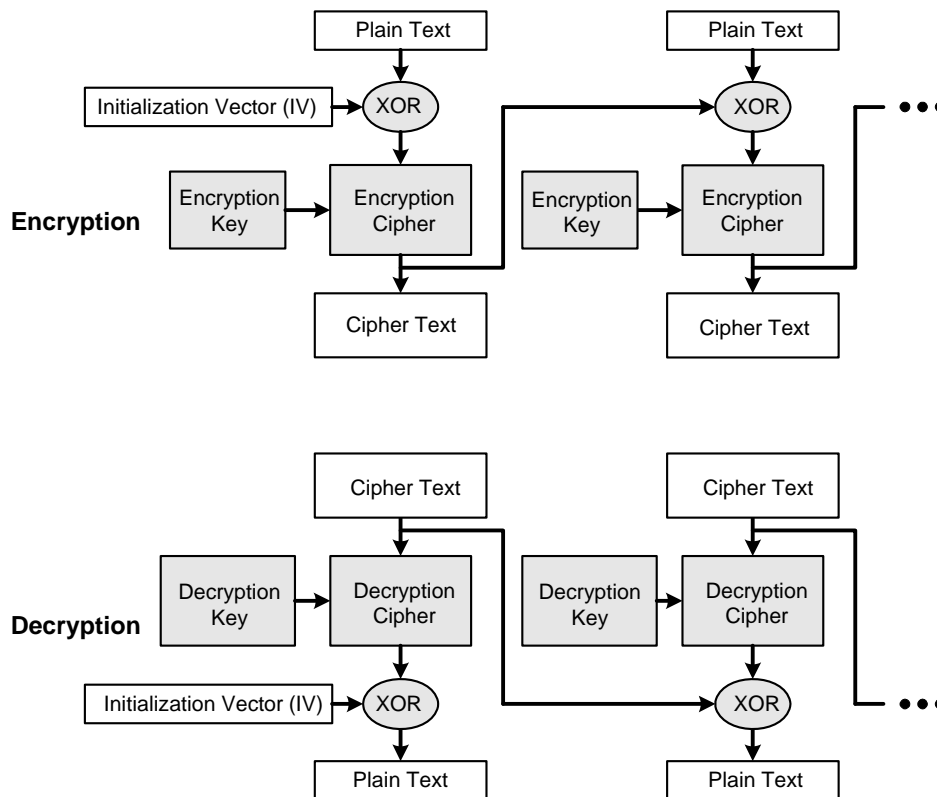 Plain Text
Plain Text
Initialization Vector (IV)
XOR
XOR
Encryption
Encryption
Key
Encryption
Cipher
Encryption
Key
Encryption
Cipher
Cipher Text
Cipher Text
Cipher Text
Cipher Text
Decryption
Decryption
Key
Decryption
Cipher
Decryption
Key
Decryption
Cipher
Initialization Vector (IV)
XOR
XOR
Plain Text
Plain Text